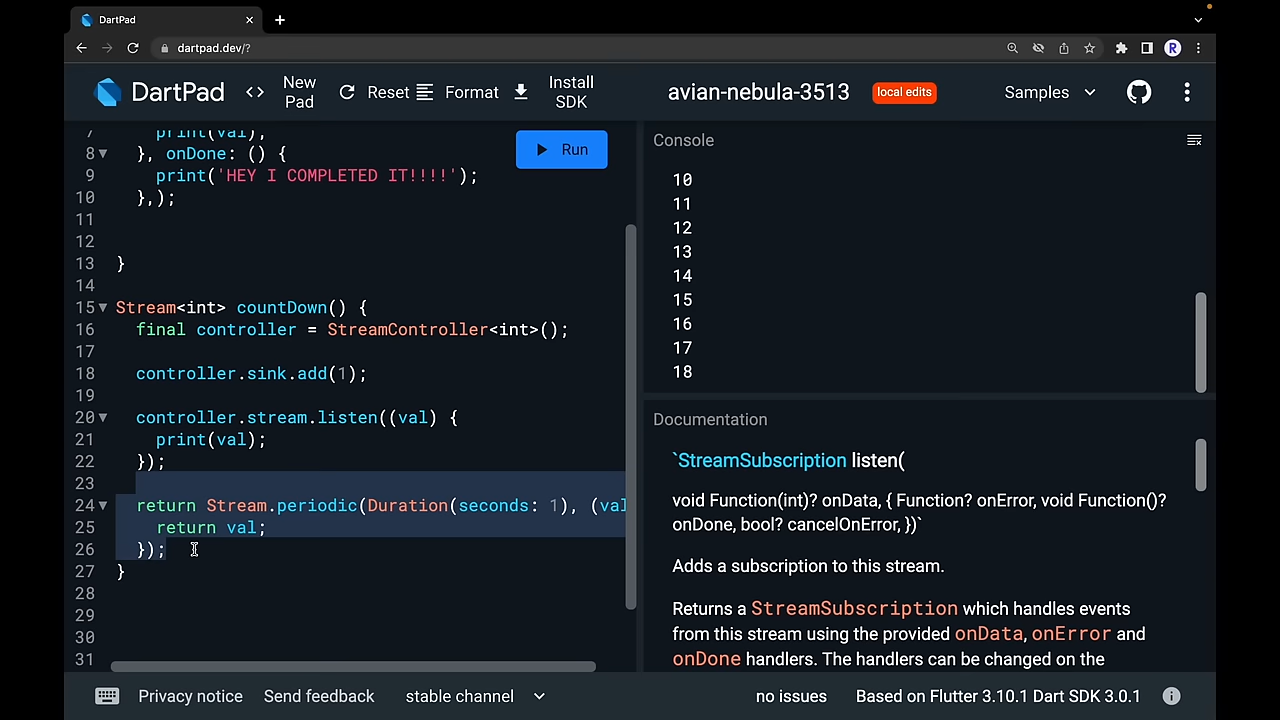 DartPad
dartpad.dev/?
R
DartPad
New Pad
Reset
Format
Install SDK
avian-nebula-3513
local edits
Samples
7 print(val);
8 }, onDone: () {
9 print('HEY I COMPLETED IT!!!!');
10 },);
11
12
13 }
14
15 Stream<int> countDown() {
16 final controller = StreamController<int>();
17
18 controller.sink.add(1);
19
20 controller.stream.listen((val) {
21 print(val);
22 });
23
24 return Stream.periodic(Duration(seconds: 1), (val
25 return val;
26 });
27 }
28
29
30
31
Run
Console
10
11
12
13
14
15
16
17
18
Documentation
`StreamSubscription listen(
void Function(int)? onData, { Function? onError, void Function()?
onDone, bool? cancelOnError, })`
Adds a subscription to this stream.
Returns a StreamSubscription which handles events
from this stream using the provided onData, onError and
onDone handlers. The handlers can be changed on the
Privacy notice
Send feedback
stable channel
no issues
Based on Flutter 3.10.1 Dart SDK 3.0.1